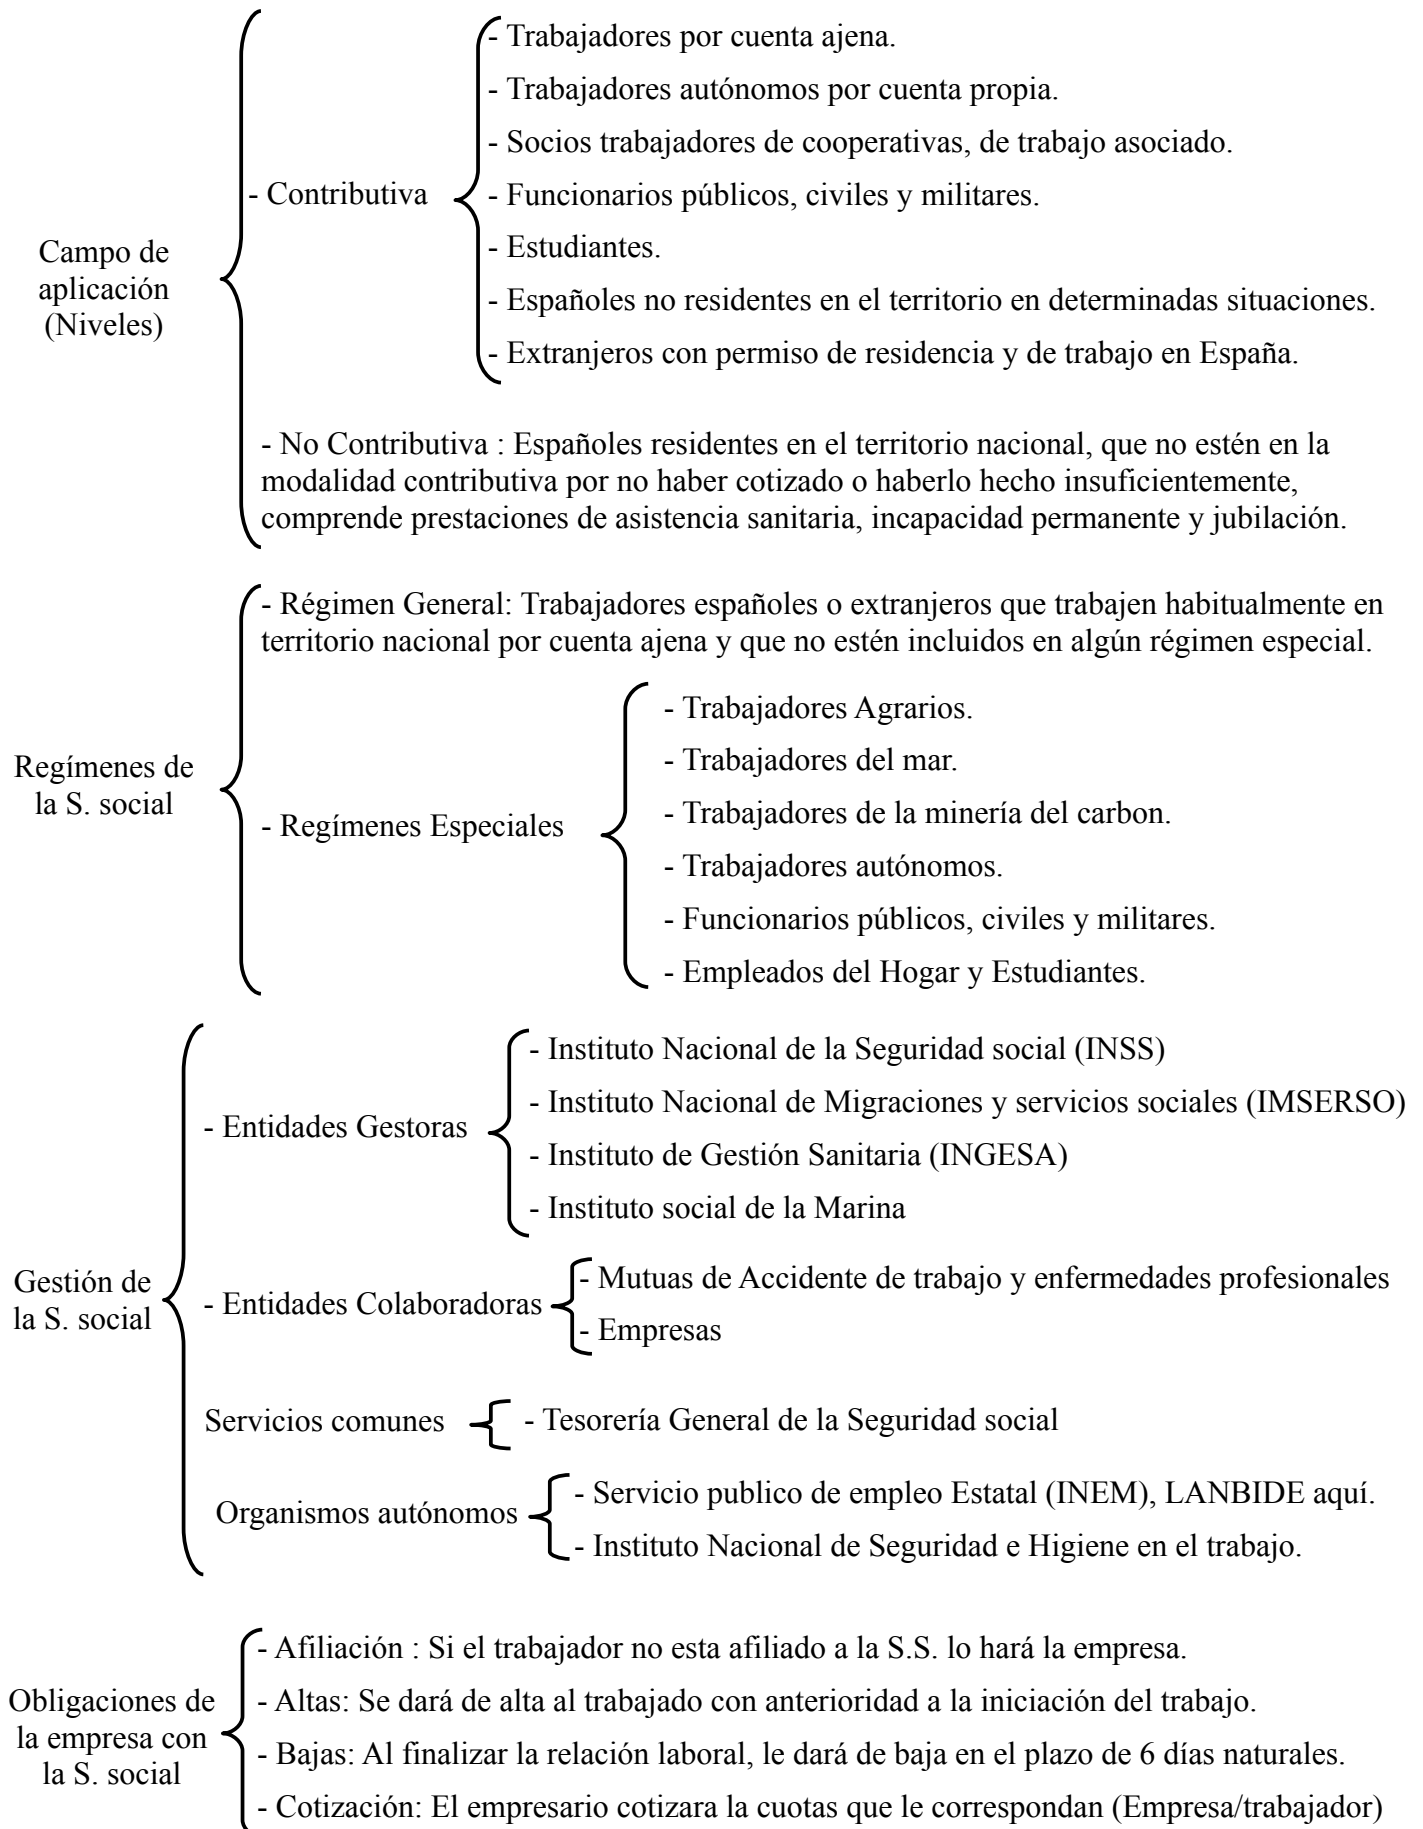 Campo de
aplicación
(Niveles)
- Contributiva
- Trabajadores por cuenta ajena.
- Trabajadores autónomos por cuenta propia.
- Socios trabajadores de cooperativas, de trabajo asociado.
- Funcionarios públicos, civiles y militares.
- Estudiantes.
- Españoles no residentes en el territorio en determinadas situaciones.
- Extranjeros con permiso de residencia y de trabajo en España.
- No Contributiva : Españoles residentes en el territorio nacional, que no estén en la
modalidad contributiva por no haber cotizado o haberlo hecho insuficientemente,
comprende prestaciones de asistencia sanitaria, incapacidad permanente y jubilación.
Regímenes de
la S. social
- Régimen General: Trabajadores españoles o extranjeros que trabajen habitualmente en
territorio nacional por cuenta ajena y que no estén incluidos en algún régimen especial.
- Regímenes Especiales
- Trabajadores Agrarios.
- Trabajadores del mar.
- Trabajadores de la minería del carbon.
- Trabajadores autónomos.
- Funcionarios públicos, civiles y militares.
- Empleados del Hogar y Estudiantes.
Gestión de
la S. social
- Entidades Gestoras
- Instituto Nacional de la Seguridad social (INSS)
- Instituto Nacional de Migraciones y servicios sociales (IMSERSO)
- Instituto de Gestión Sanitaria (INGESA)
- Instituto social de la Marina
- Entidades Colaboradoras
- Mutuas de Accidente de trabajo y enfermedades profesionales
- Empresas
Servicios comunes
- Tesorería General de la Seguridad social
Organismos autónomos
- Servicio publico de empleo Estatal (INEM), LANBIDE aquí.
- Instituto Nacional de Seguridad e Higiene en el trabajo.
Obligaciones de
la empresa con
la S. social
- Afiliación : Si el trabajador no esta afiliado a la S.S. lo hará la empresa.
- Altas: Se dará de alta al trabajado con anterioridad a la iniciación del trabajo.
- Bajas: Al finalizar la relación laboral, le dará de baja en el plazo de 6 días naturales.
- Cotización: El empresario cotizara la cuotas que le correspondan (Empresa/trabajador)